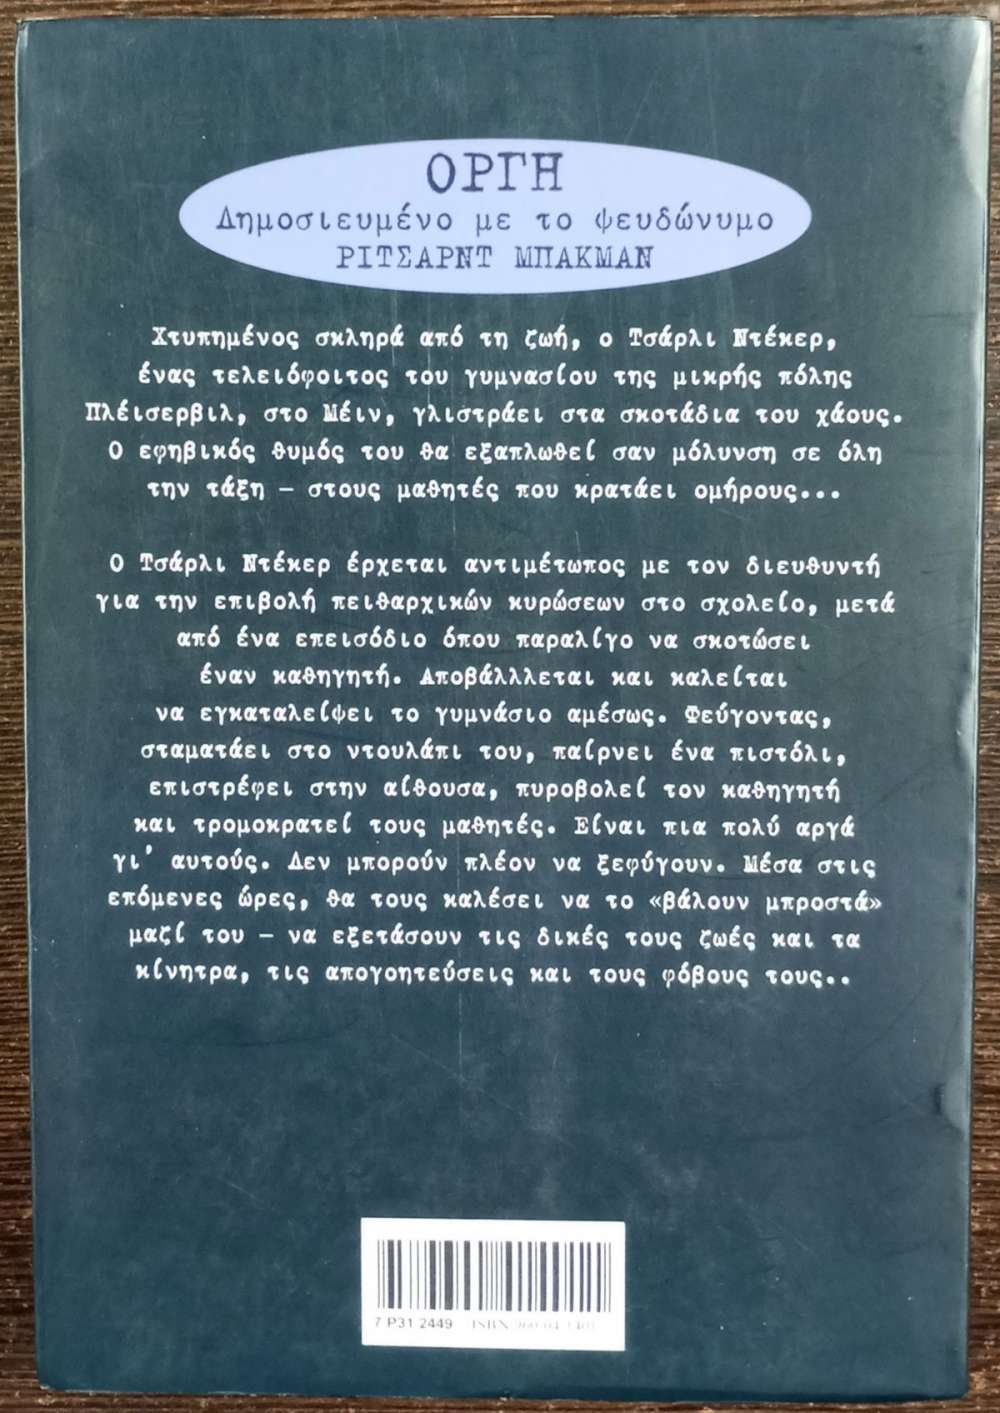 ΟΡΓΗ
Δημοσιευμένο με το ψευδώνυμο
ΡΙΤΣΑΡΝΤ ΜΠΑΚΜΑΝ
Χτυπημένος σκληρά από τη ζωή, ο Τσάρλι Ντέκερ,
ένας τελειόφοιτος του γυμνασίου της μικρής πόλης
Πλέισερβιλ, στο Μέιν, γλιστράει στα σκοτάδια του χάους.
Ο εφηβικός θυμός του θα εξαπλωθεί σαν μόλυνση σε όλη
την τάξη – στους μαθητές που κρατάει ομήρους...
Ο Τσάρλι Ντέκερ έρχεται αντιμέτωπος με τον διευθυντή
για την επιβολή πειθαρχικών κυρώσεων στο σχολείο, μετά
από ένα επεισόδιο όπου παραλίγο να σκοτώσει
έναν καθηγητή. Αποβάλλλεται και καλείται
να εγκαταλείψει το γυμνάσιο αμέσως. Φεύγοντας,
σταματάει στο ντουλάπι του, παίρνει ένα πιστόλι,
επιστρέφει στην αίθουσα, πυροβολεί τον καθηγητή
και τρομοκρατεί τους μαθητές. Είναι πια πολύ αργά
γι' αυτούς. Δεν μπορούν πλέον να ξεφύγουν. Μέσα στις
επόμενες ώρες, θα τους καλέσει να το «βάλουν μπροστά»
μαζί του – να εξετάσουν τις δικές τους ζωές και τα
κίνητρα, τις απογοητεύσεις και τους φόβους τους..
7 P31 2449 ISBN